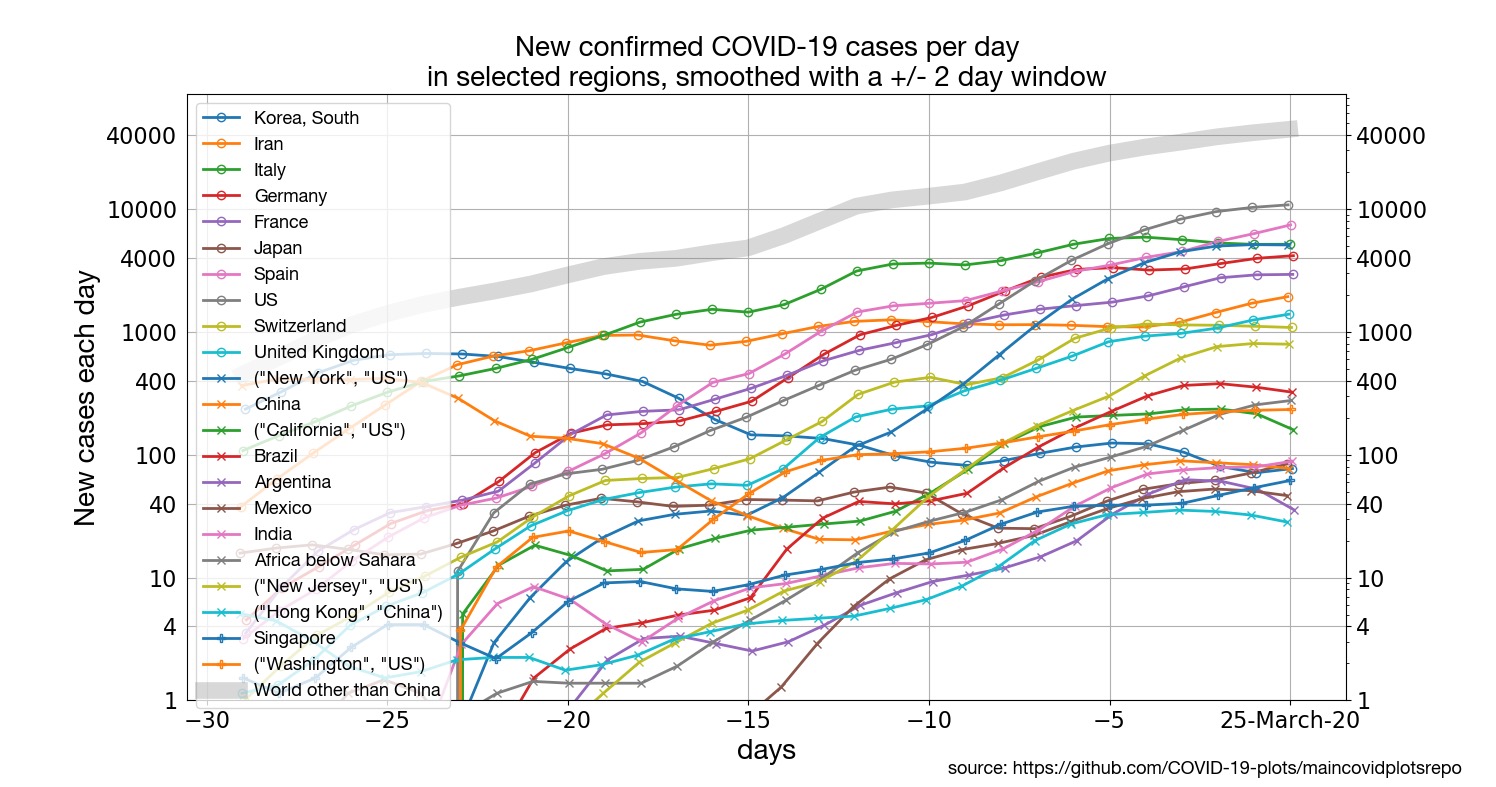 New confirmed COVID-19 cases per day
in selected regions, smoothed with a +/- 2 day window
New cases each day
40000
10000
4000
1000
400
100
40
10
4
1
Korea, South
Iran
Italy
Germany
France
Japan
Spain
US
Switzerland
United Kingdom
("New York", "US")
China
("California", "US")
Brazil
Argentina
Mexico
India
Africa below Sahara
("New Jersey", "US")
("Hong Kong", "China")
Singapore
("Washington", "US")
World other than China
40000
10000
4000
1000
400
100
40
10
4
1
−30 −25 −20 −15 −10 −5 25-March-20
days
source: https://github.com/COVID-19-plots/maincovidplotsrepo